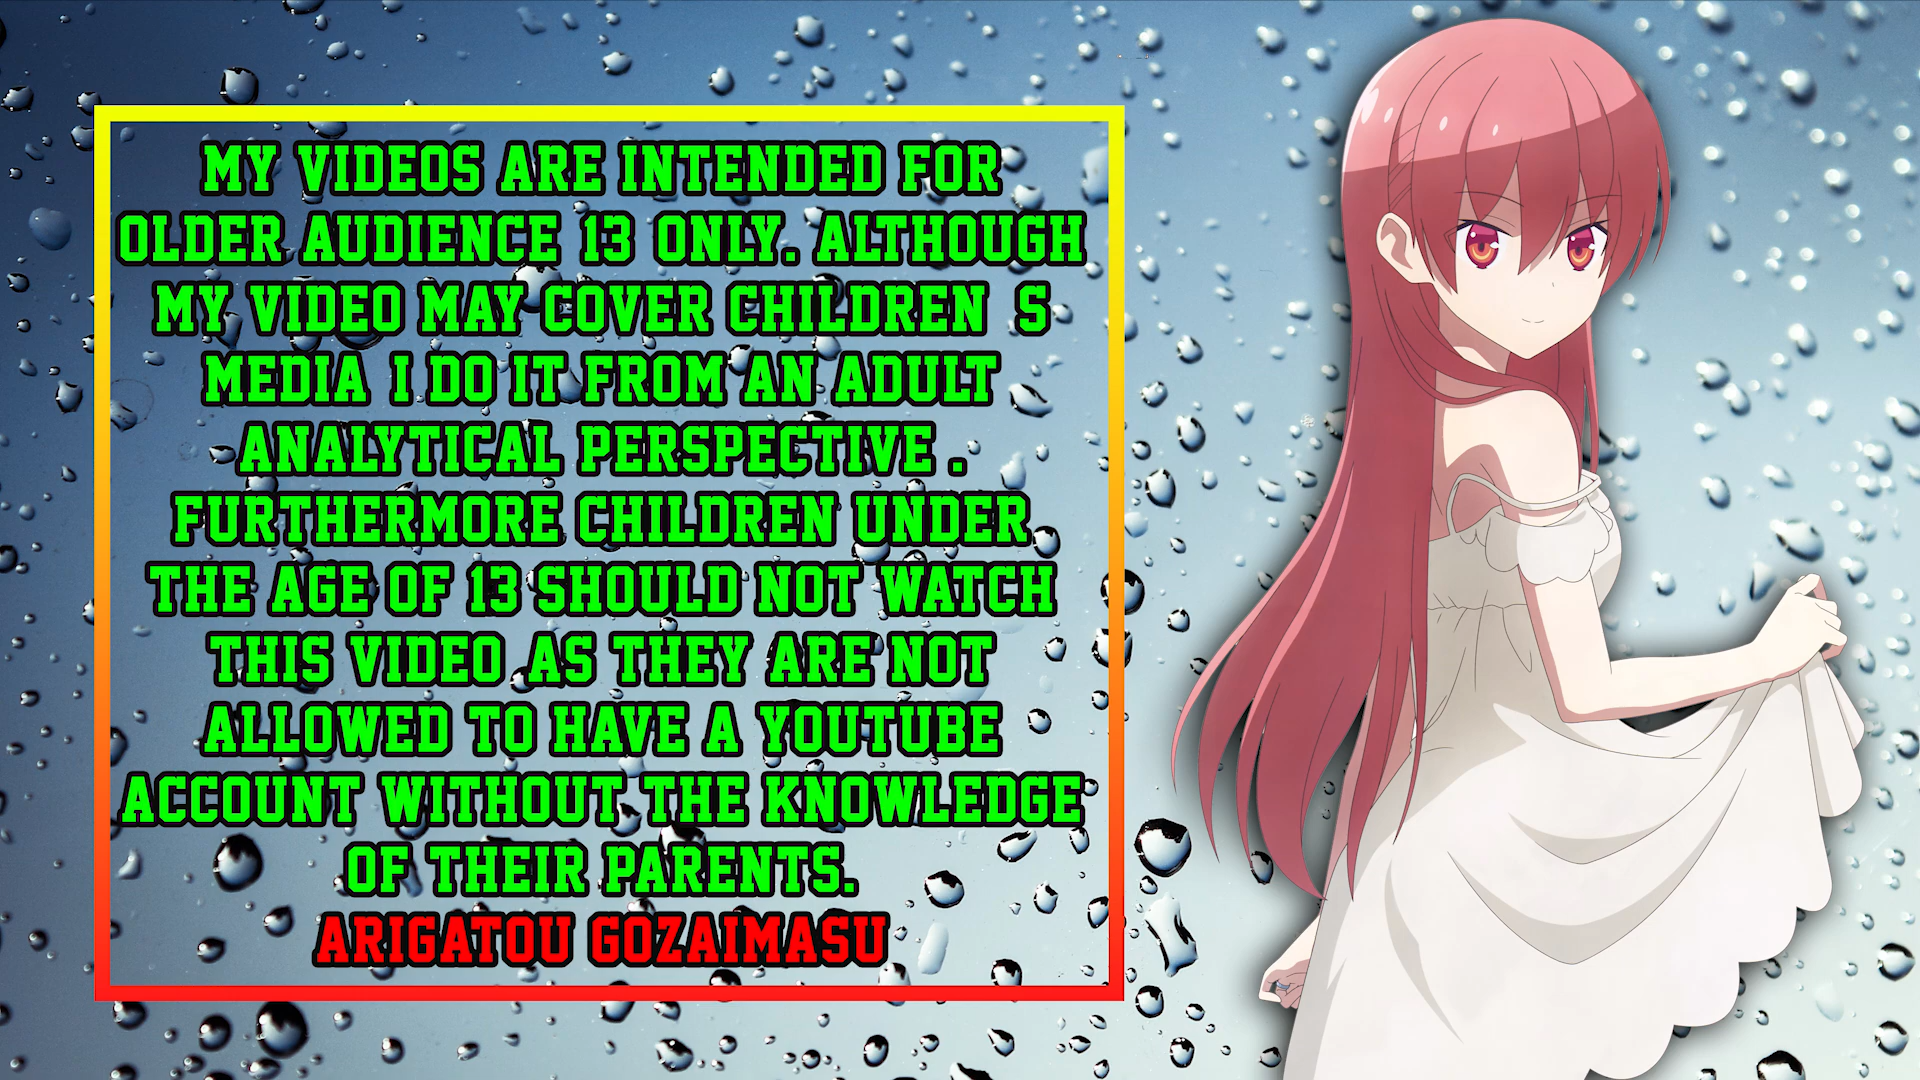 MY VIDEOS ARE INTENDED FOR
OLDER AUDIENCE 13 ONLY. ALTHOUGH
MY VIDEO MAY COVER CHILDREN S
MEDIA I DO IT FROM AN ADULT
ANALYTICAL PERSPECTIVE .
FURTHERMORE CHILDREN UNDER
THE AGE OF 13 SHOULD NOT WATCH
THIS VIDEO AS THEY ARE NOT
ALLOWED TO HAVE A YOUTUBE
ACCOUNT WITHOUT THE KNOWLEDGE
OF THEIR PARENTS.
ARIGATOU GOZAIMASU